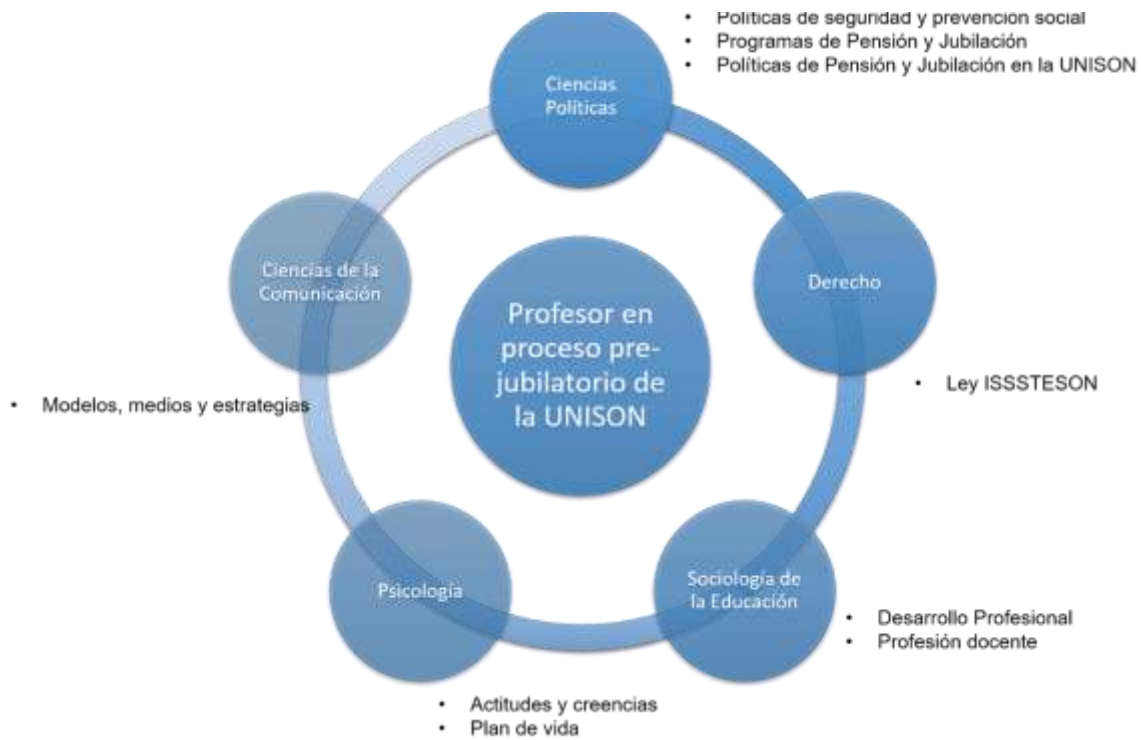 • Políticas de seguridad y prevención social
• Programas de Pensión y Jubilación
• Políticas de Pensión y Jubilación en la UNISON
Ciencias
Políticas
Ciencias de la
Comunicación
Derecho
Profesor en
proceso pre-
jubilatorio de
la UNISON
• Ley ISSSTESON
• Modelos, medios y estrategias
Psicología
Sociología de
la Educación
• Desarrollo Profesional
• Profesión docente
• Actitudes y creencias
• Plan de vida